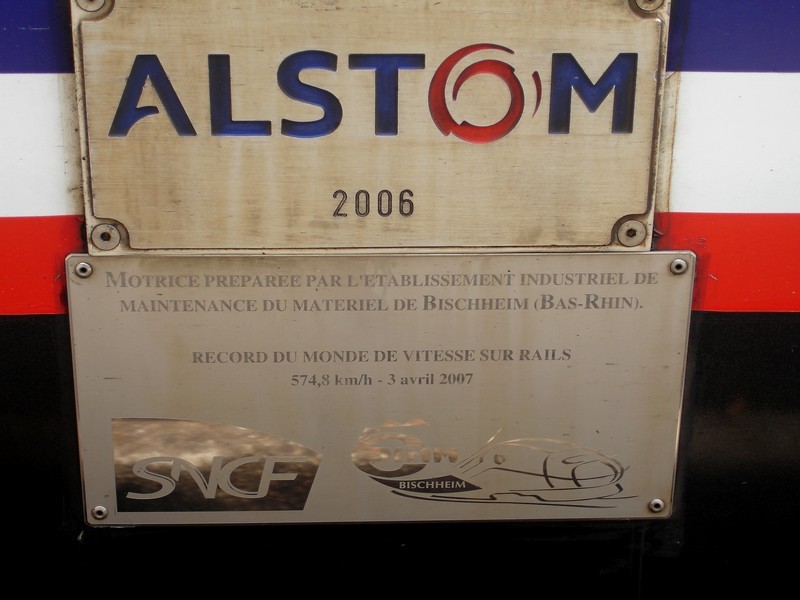 ALSTOM
2006
MOTRICE PREPAREE PAR L'ETABLISSEMENT INDUSTRIEL DE
MAINTENANCE DU MATERIEL DE BISCHHEIM (BAS-RHIN).
RECORD DU MONDE DE VITESSE SUR RAILS
574,8 km/h - 3 avril 2007
SNCF
BISCHHEIM